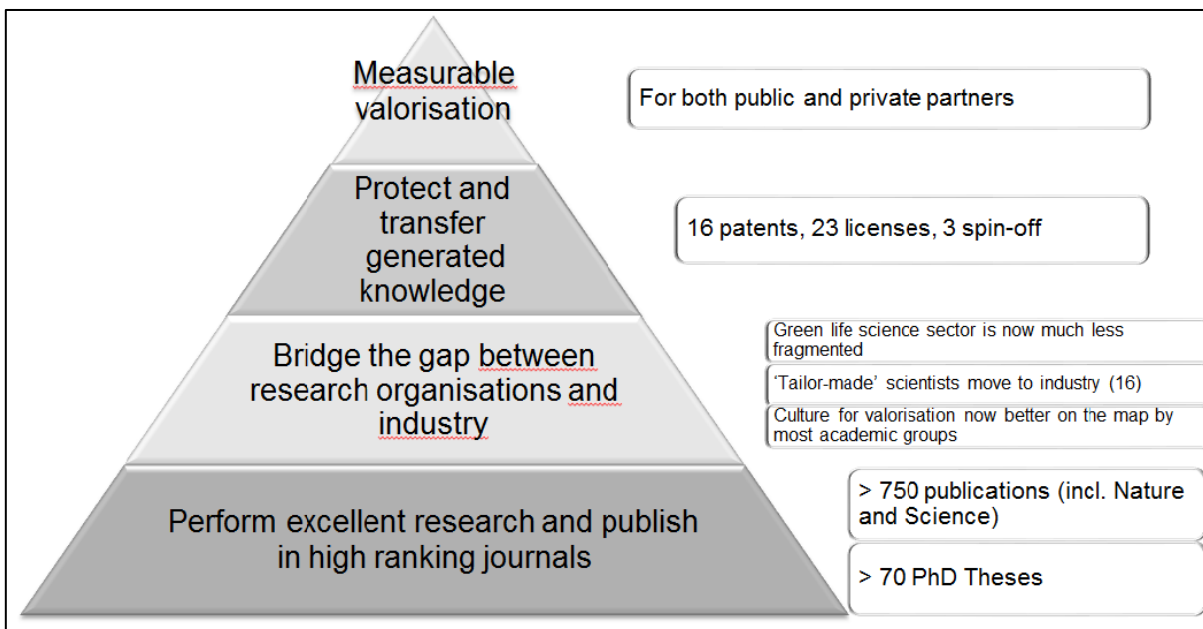 Measurable
valorisation
For both public and private partners
Protect and
transfer
generated
knowledge
16 patents, 23 licenses, 3 spin-off
Bridge the gap between
research organisations and
industry
Green life science sector is now much less
fragmented
‘Tailor-made’ scientists move to industry (16)
Culture for valorisation now better on the map by
most academic groups
Perform excellent research and publish
in high ranking journals
> 750 publications (incl. Nature
and Science)
> 70 PhD Theses